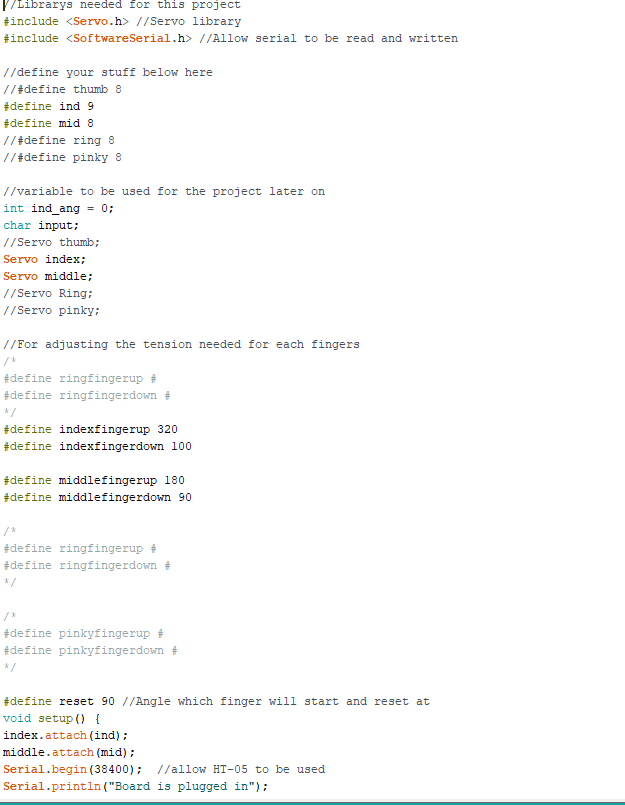 //Librarys needed for this project
#include <Servo.h> //Servo library
#include <SoftwareSerial.h> //Allow serial to be read and written
//define your stuff below here
//#define thumb 8
#define ind 9
#define mid 8
//#define ring 8
//#define pinky 8
//variable to be used for the project later on
int ind_ang = 0;
char input;
//Servo thumb;
Servo index;
Servo middle;
//Servo Ring;
//Servo pinky;
//For adjusting the tension needed for each fingers
/*
#define ringfingerup #
#define ringfingerdown #
*/
#define indexfingerup 320
#define indexfingerdown 100
#define middlefingerup 180
#define middlefingerdown 90
/*
#define ringfingerup #
#define ringfingerdown #
*/
/*
#define pinkyfingerup #
#define pinkyfingerdown #
*/
#define reset 90 //Angle which finger will start and reset at
void setup() {
index.attach(ind);
middle.attach(mid);
Serial.begin(38400);  //allow HT-05 to be used
Serial.println("Board is plugged in");